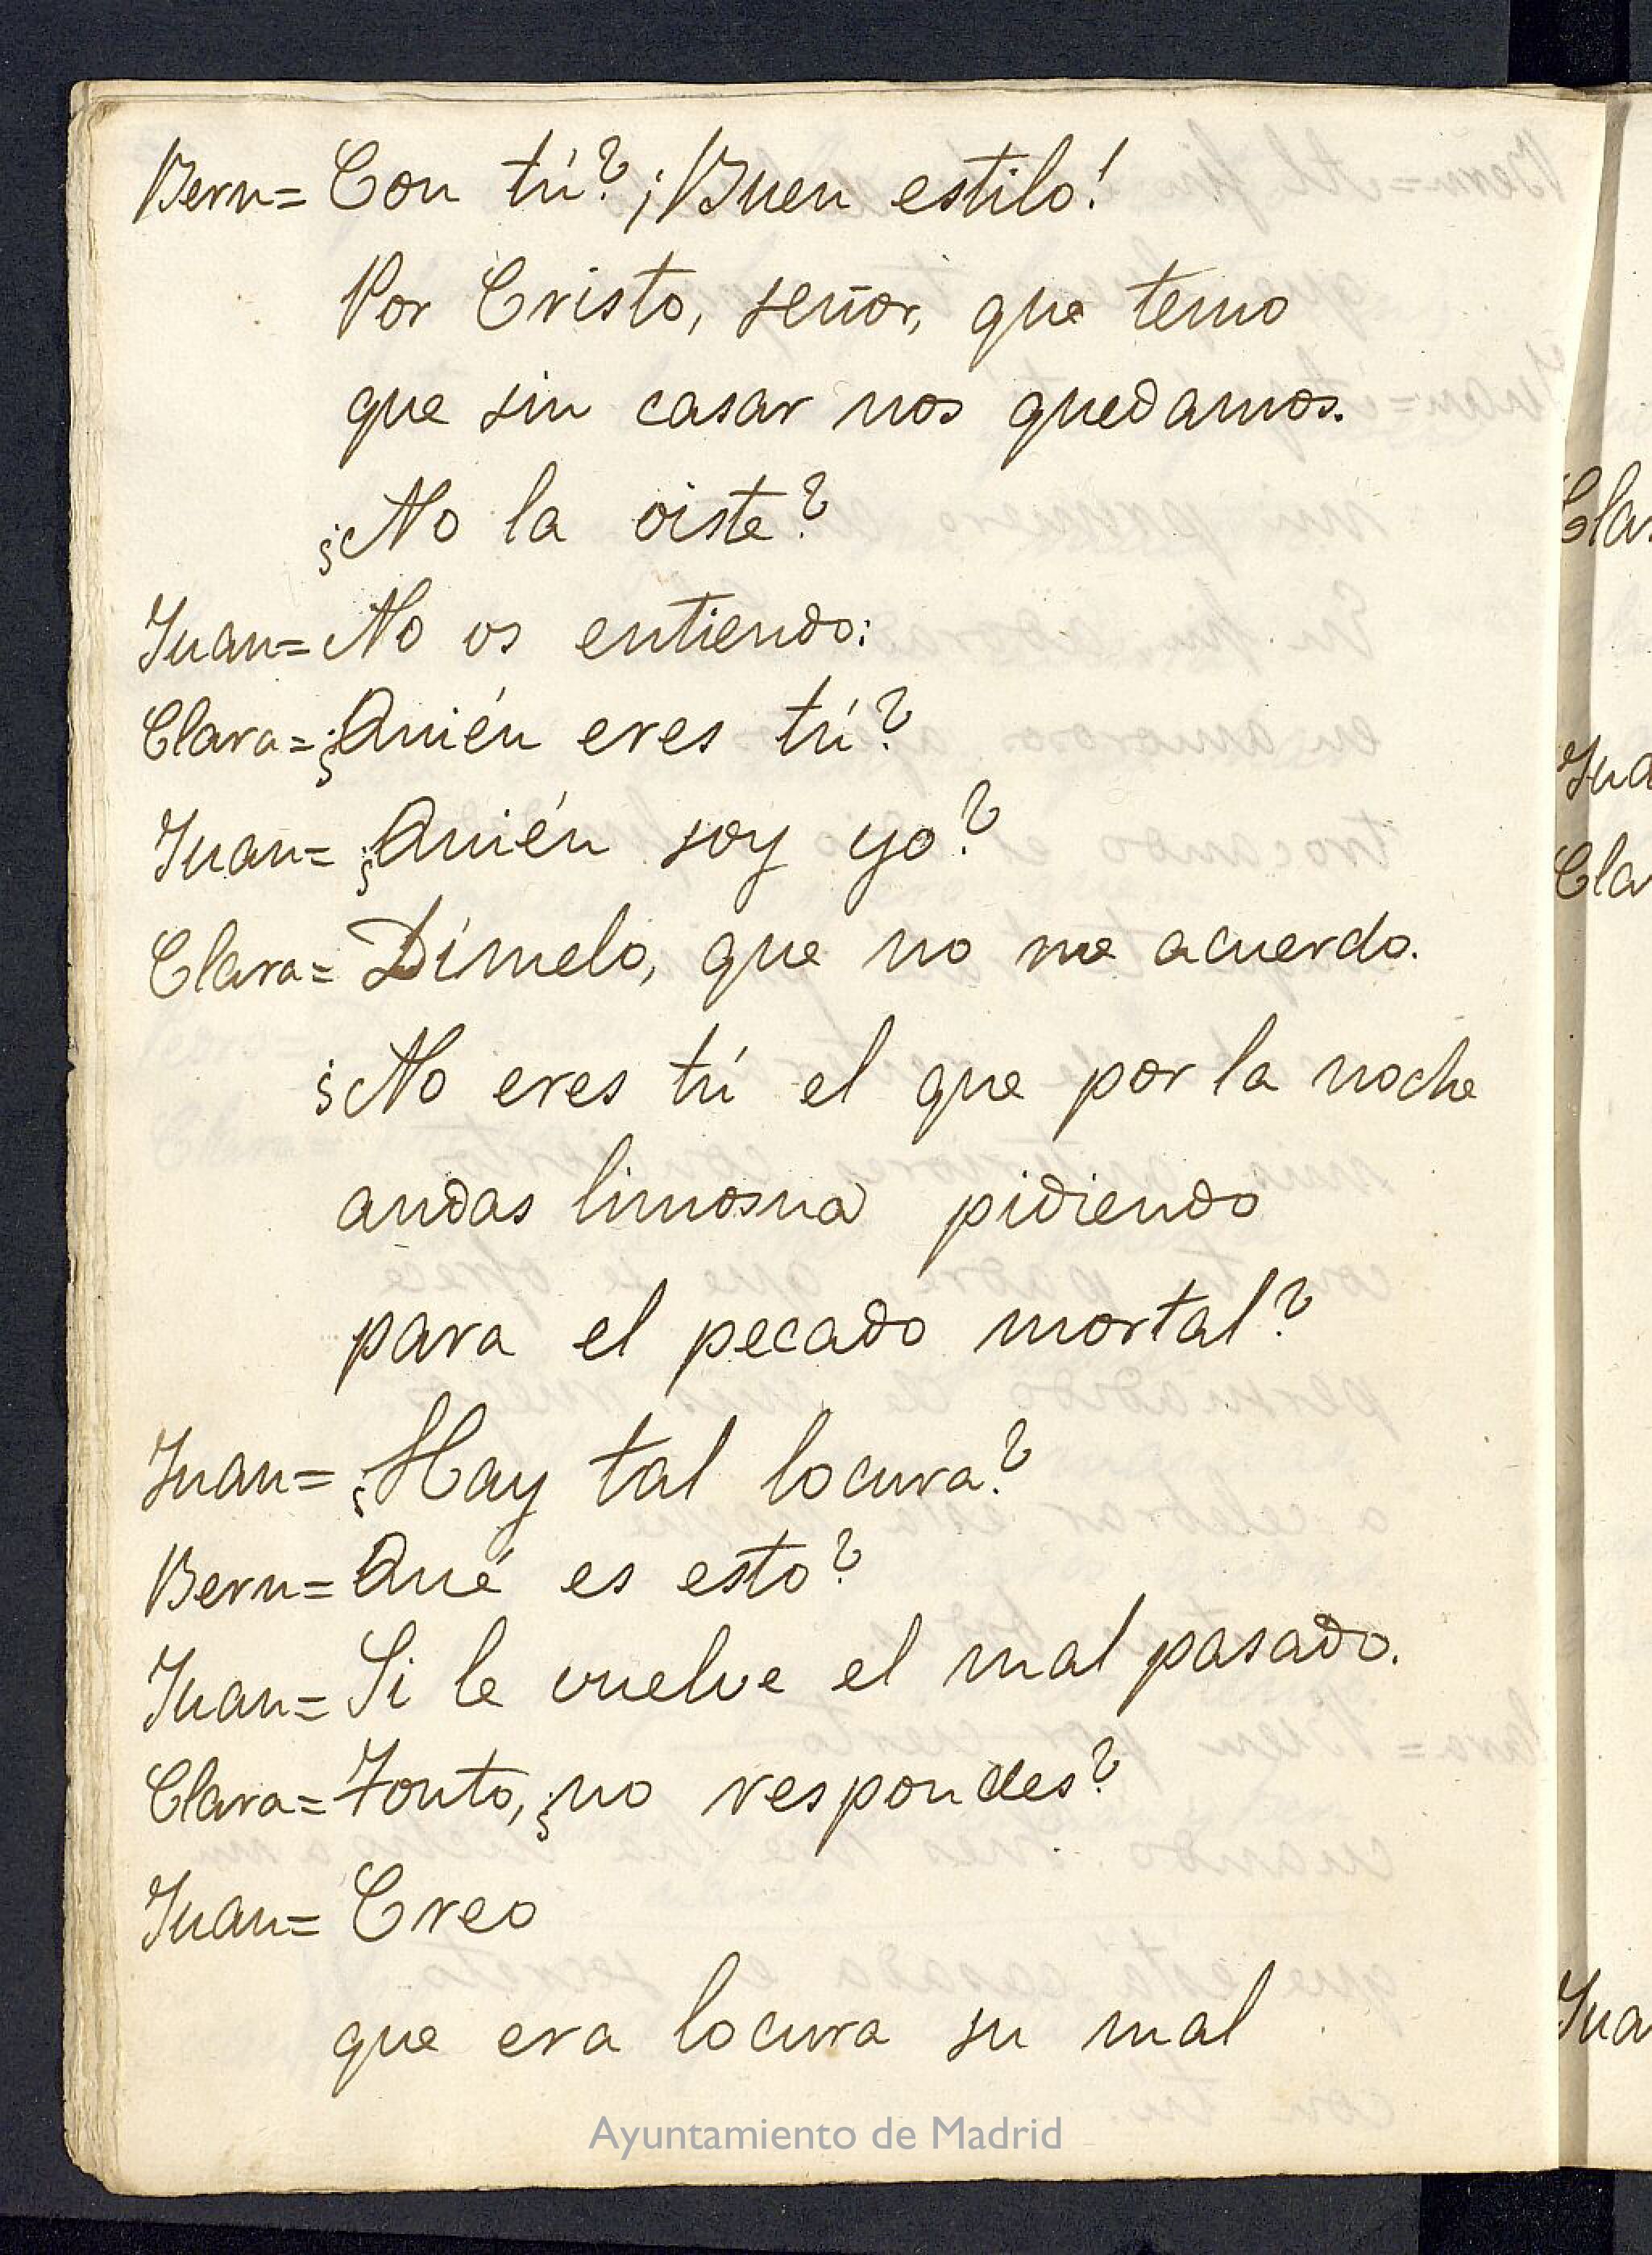 Bern= Con tú? ¡Buen estilo!
Por Cristo, señor, que temo
que sin casar nos quedamos.
¿No la oiste?
Juan= No os entiendo:
Clara= ¿Quién eres tú?
Juan= ¿Quién soy yo?
Clara= Dímelo, que no me acuerdo.
¿No eres tú el que por la noche
andas limosna pidiendo
para el pecado mortal?
Juan= ¿Hay tal locura?
Bern= Qué es esto?
Juan= Si le vuelve el mal pasado.
Clara= Tonto, ¿no respondes?
Juan= Creo
que era locura su mal
Ayuntamiento de Madrid
Cla
Jua
Cla
Jua